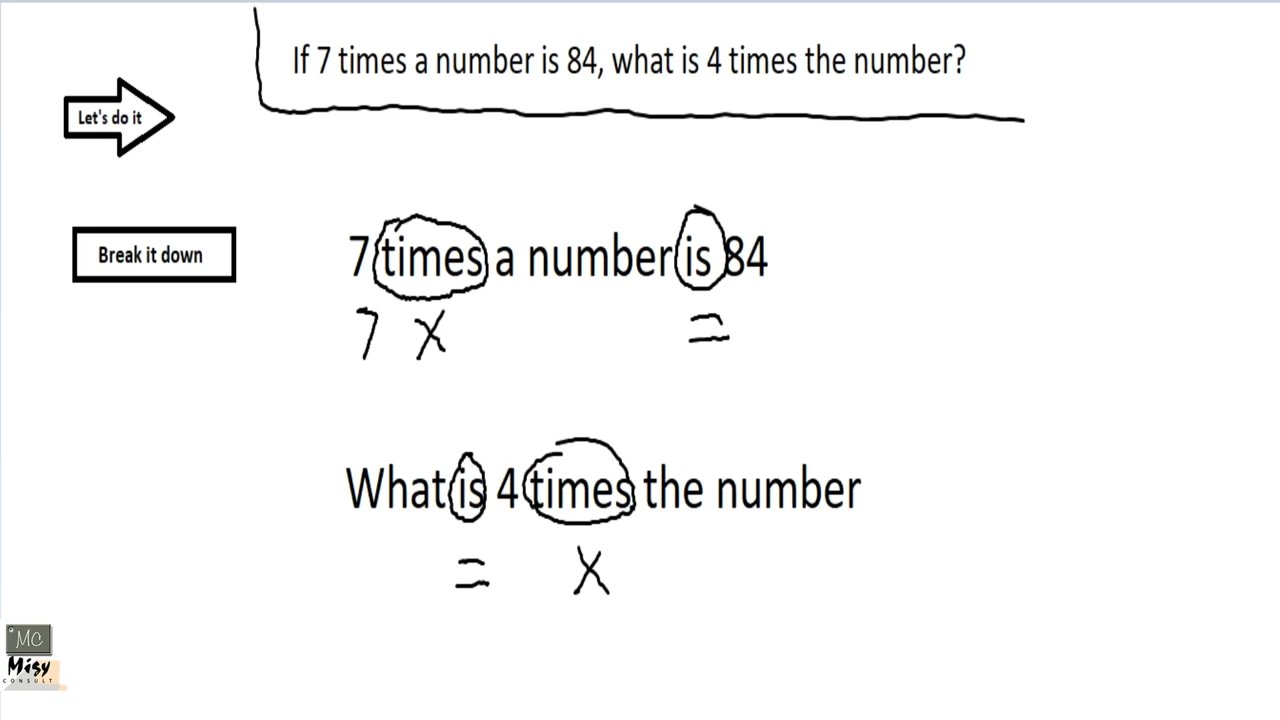 If 7 times a number is 84, what is 4 times the number?
Let's do it
7 times a number is 84
Break it down
7 x =
What is 4 times the number
= x
MC
Misy
CONSULT